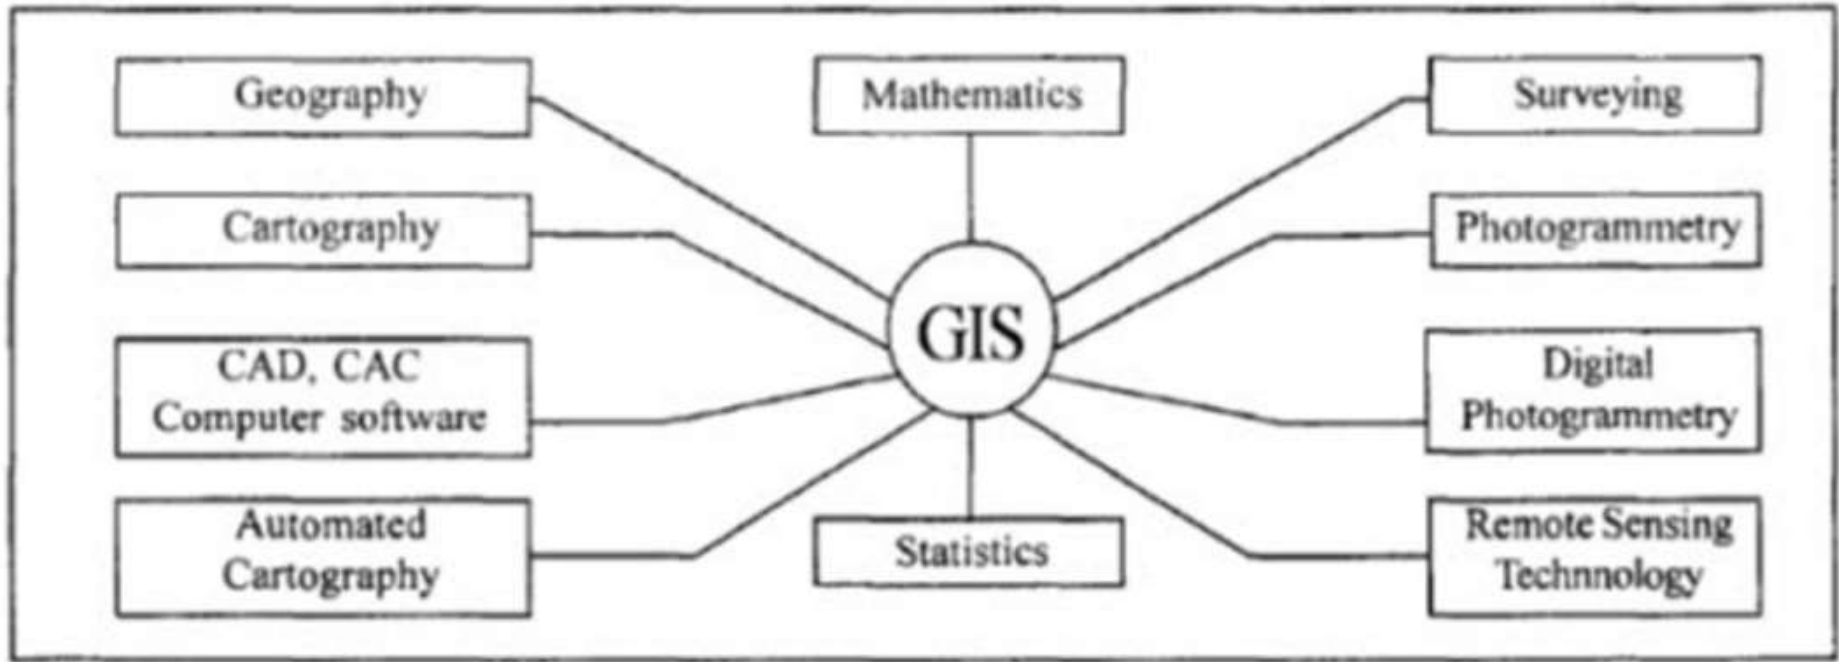 Geography
Mathematics
Surveying
Cartography
Photogrammetry
GIS
CAD, CAC
Computer software
Digital
Photogrammetry
Automated
Cartography
Statistics
Remote Sensing
Technnology